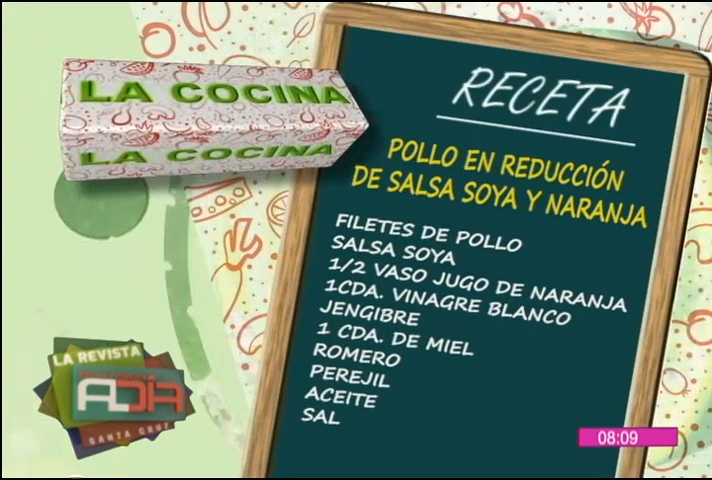 LA COCINA
LA COCINA
RECETA
POLLO EN REDUCCIÓN
DE SALSA SOYA Y NARANJA
FILETES DE POLLO
SALSA SOYA
1/2 VASO JUGO DE NARANJA
1CDA. VINAGRE BLANCO
JENGIBRE
1 CDA. DE MIEL
ROMERO
PEREJIL
ACEITE
SAL
LA REVISTA
AL DÍA
SANTA CRUZ
08:09